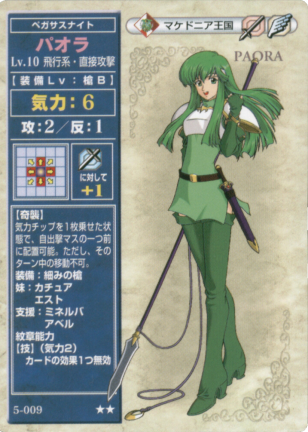 ペガサスナイト
パオラ
Lv.10 飛行系・直接攻撃
【装備Lv:槍B】
気力:6
攻:2/反:1
に対して
+1
【奇襲】
気力チップを1枚乗せた状
態で、自出撃マスの一つ前
に配置可能。ただし、その
ターン中の移動不可。
装備:細みの槍
妹:カチュア
エスト
支援:ミネルバ
アベル
紋章能力
【技】(気力2)
カードの効果1つ無効
5-009
★★
マケドニア王国
PAORA